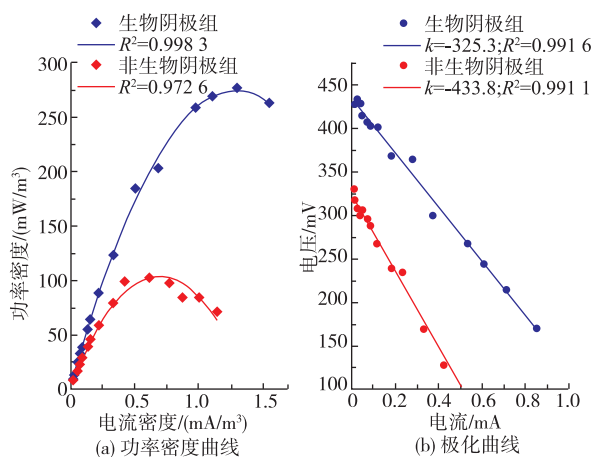 生物阴极组
R²=0.998 3
非生物阴极组
R²=0.972 6
300
250
200
150
100
50
0
0.5
1.0
1.5
功率密度/(mW/m³)
电流密度/(mA/m³)
(a) 功率密度曲线
生物阴极组
k=-325.3;R²=0.991 6
非生物阴极组
k=-433.8;R²=0.991 1
450
400
350
300
250
200
150
100
0
0.2
0.4
0.6
0.8
1.0
电压/mV
电流/mA
(b) 极化曲线